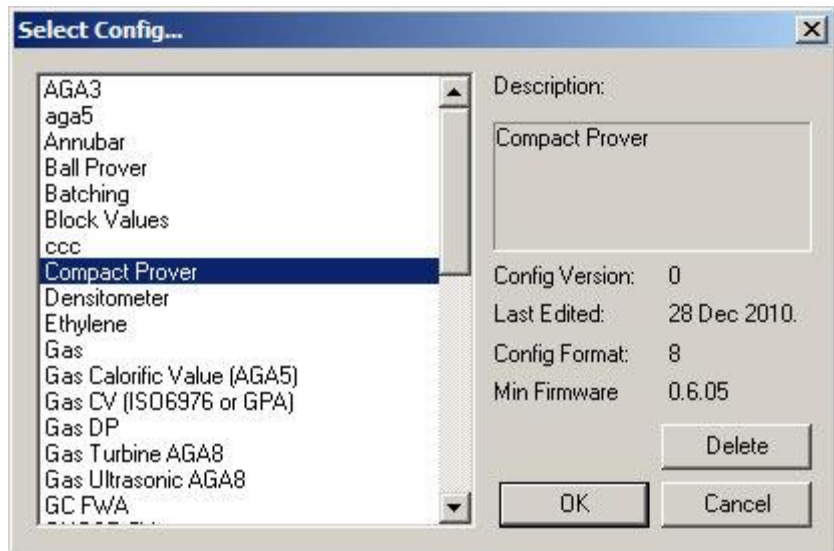 Select Config...
AGA3
aga5
Annubar
Ball Prover
Batching
Block Values
ccc
Compact Prover
Densitometer
Ethylene
Gas
Gas Calorific Value (AGA5)
Gas CV (ISO6976 or GPA)
Gas DP
Gas Turbine AGA8
Gas Ultrasonic AGA8
GC FWA
Description:
Compact Prover
Config Version: 0
Last Edited: 28 Dec 2010.
Config Format: 8
Min Firmware 0.6.05
Delete
OK Cancel